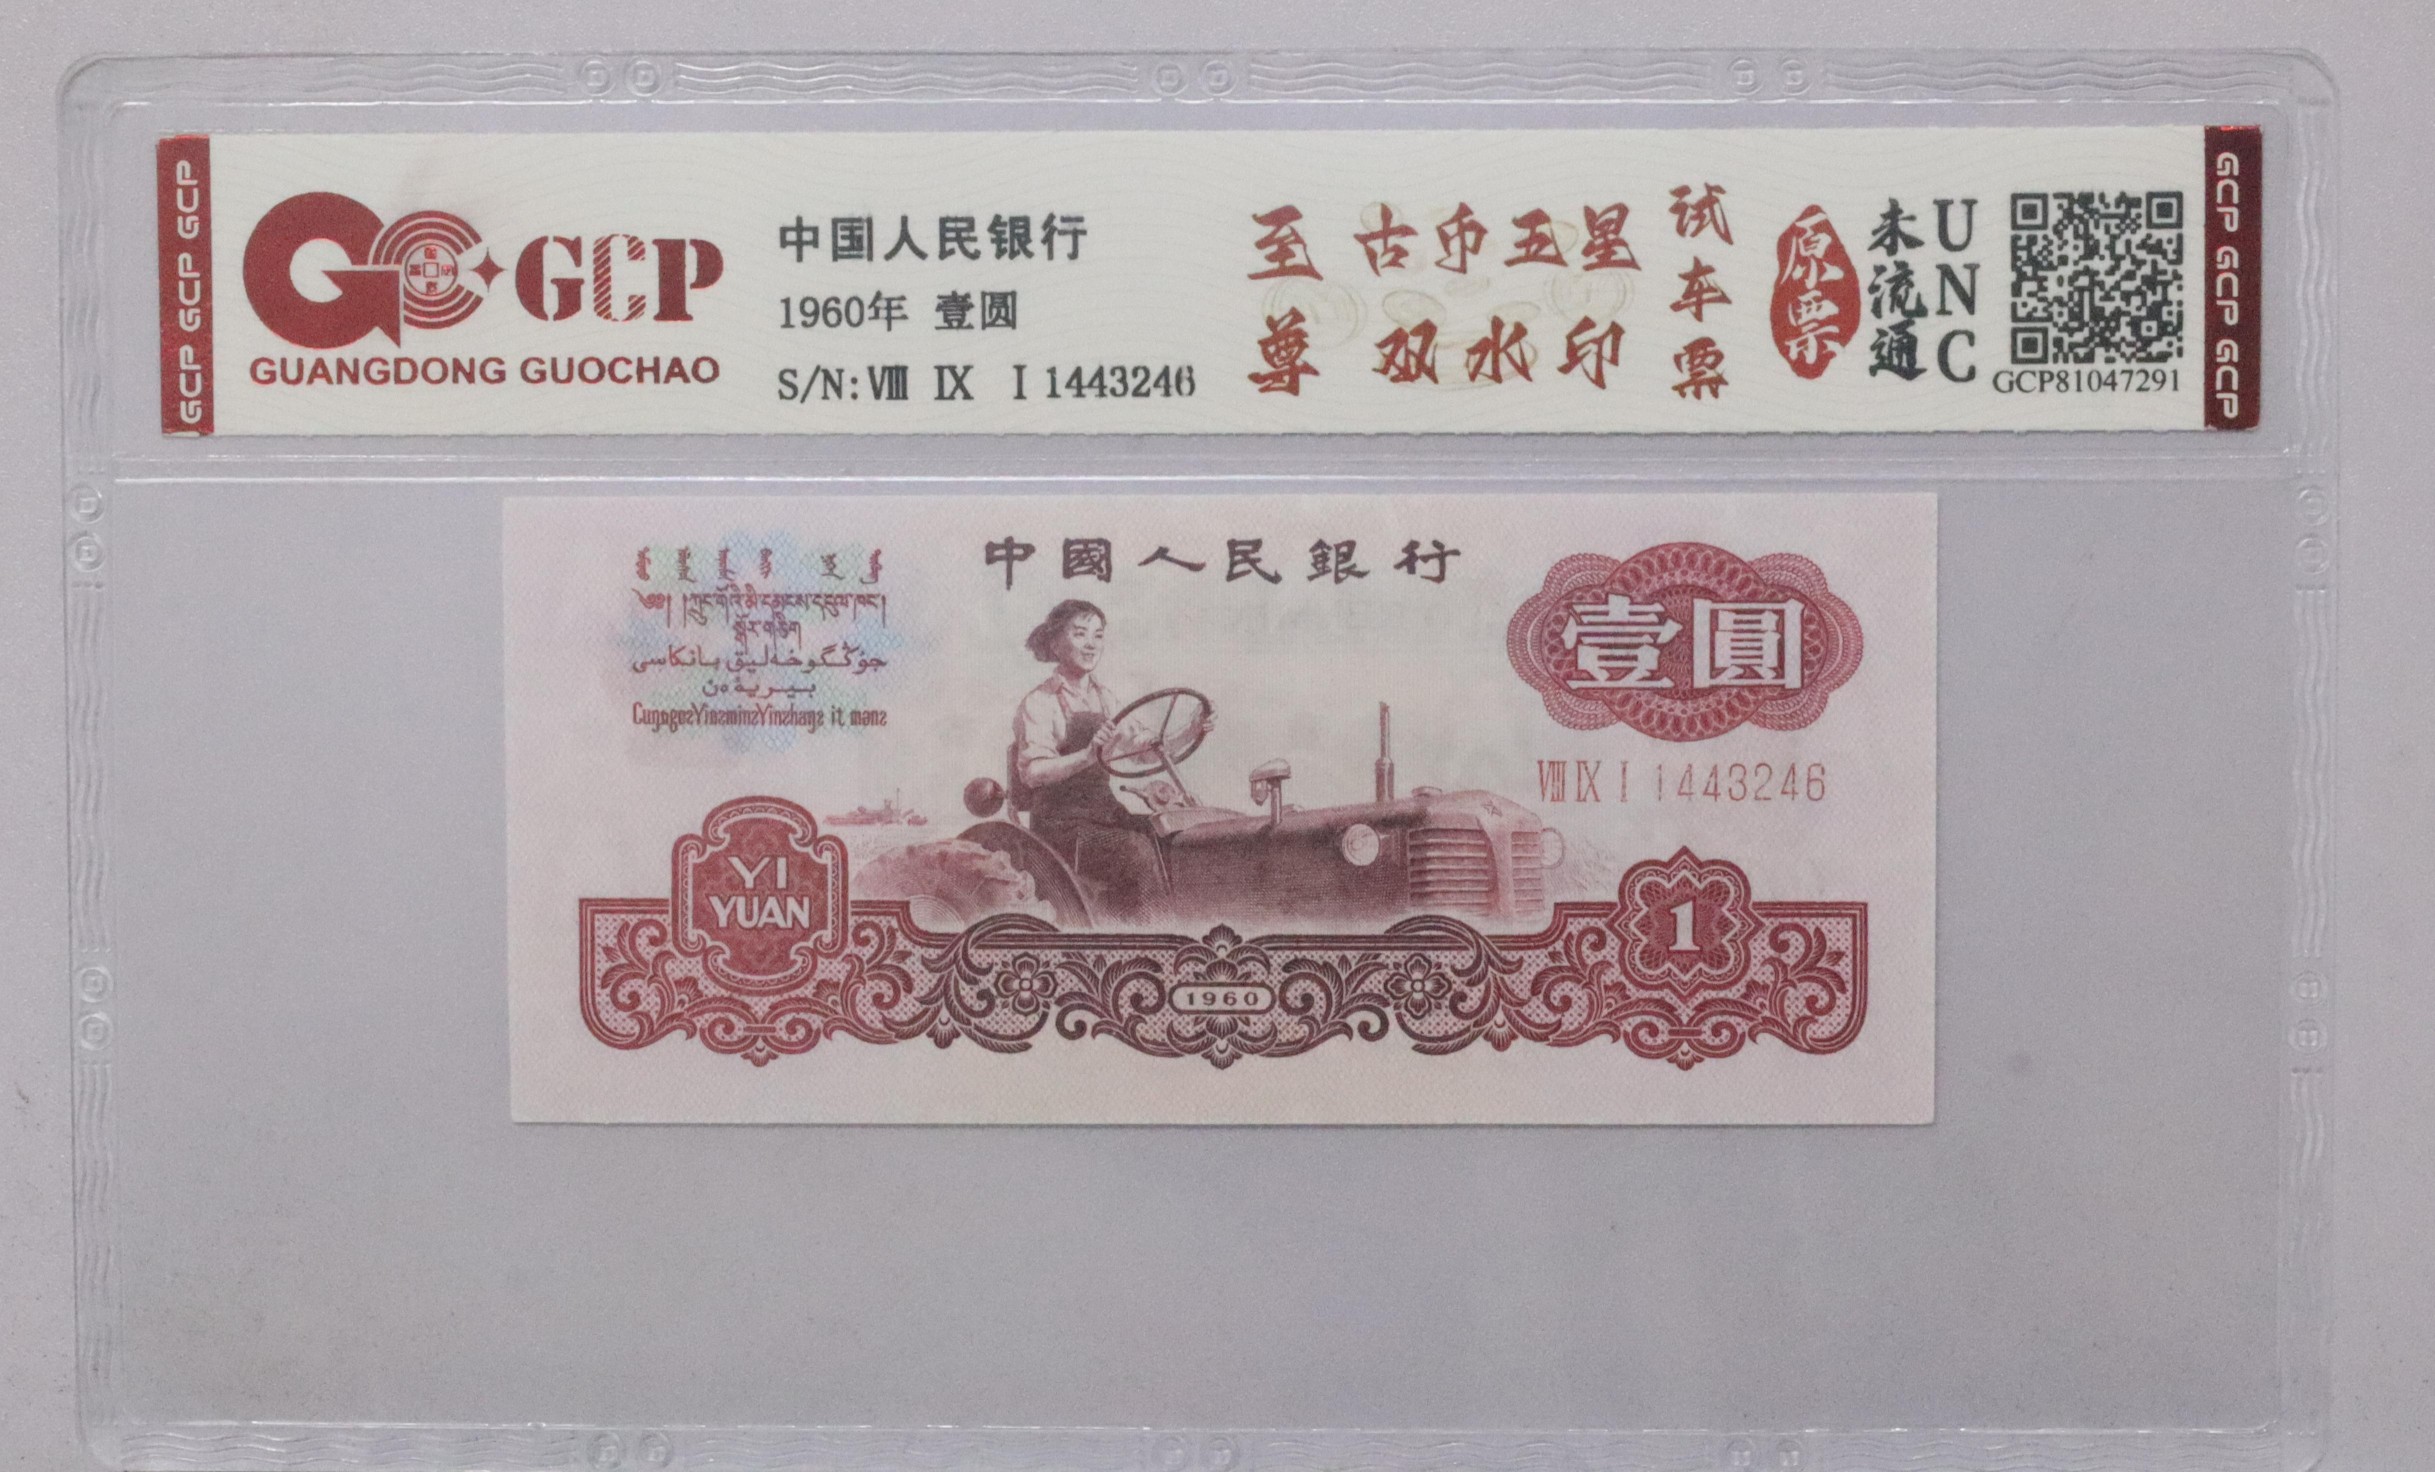 GCP GCP GCP
GCP
GUANGDONG GUOCHAO
中国人民银行
1960年 壹圆
S/N: Ⅷ Ⅸ Ⅰ 1443246
至尊
古币五星
双水印
试车票
原票
未流通
UNC
GCP81047291
GCP GCP GCP
中國人民銀行
壹圓
Ⅷ Ⅸ Ⅰ 1443246
YI
YUAN
1960
1